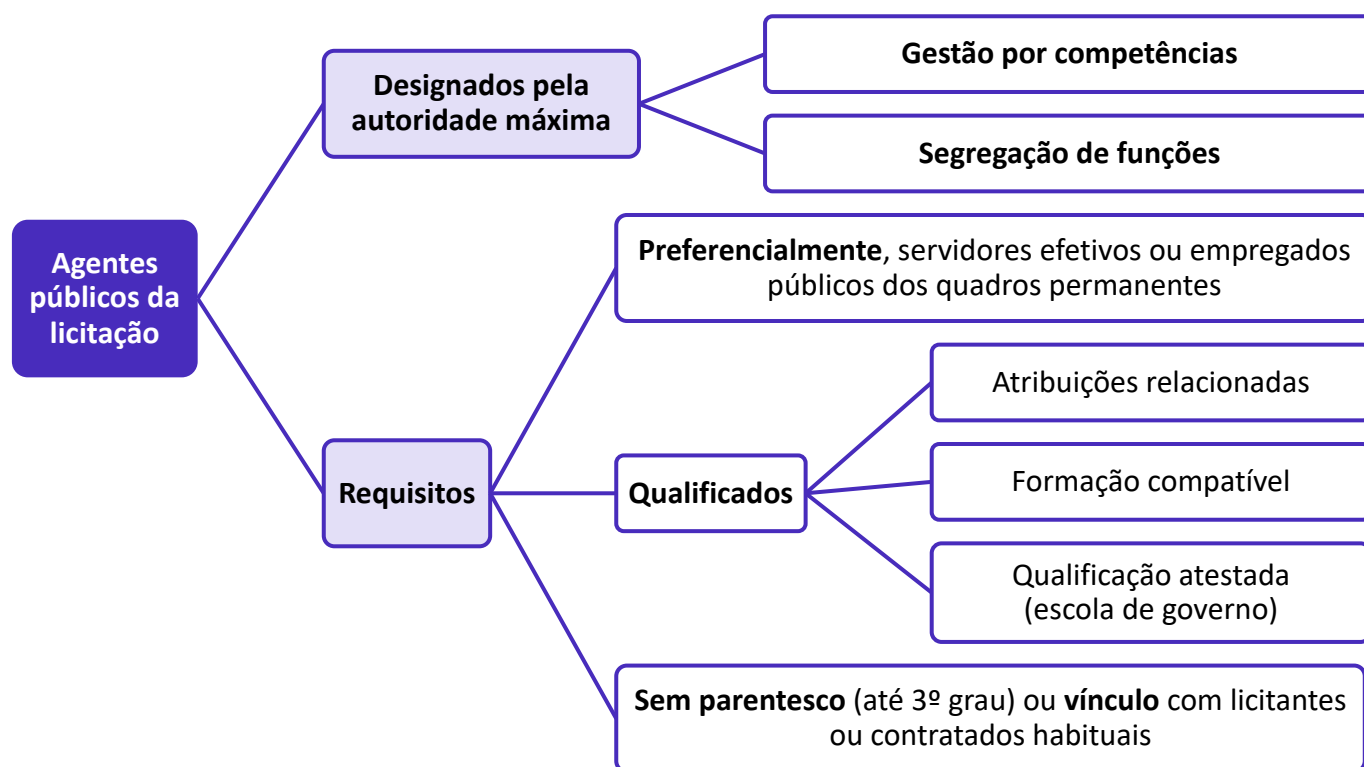 Agentes
públicos da
licitação
Designados pela
autoridade máxima
Gestão por competências
Segregação de funções
Requisitos
Preferencialmente, servidores efetivos ou empregados
públicos dos quadros permanentes
Qualificados
Atribuições relacionadas
Formação compatível
Qualificação atestada
(escola de governo)
Sem parentesco (até 3º grau) ou vínculo com licitantes
ou contratados habituais